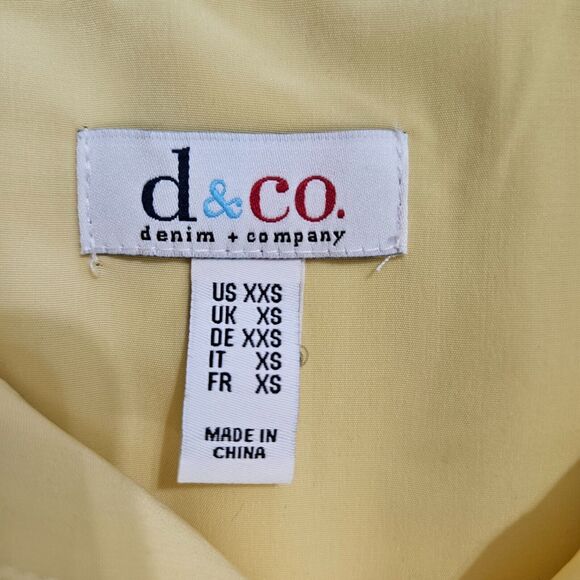 d&co.
denim + company
US XXS
UK XS
DE XXS
IT XS
FR XS
MADE IN
CHINA